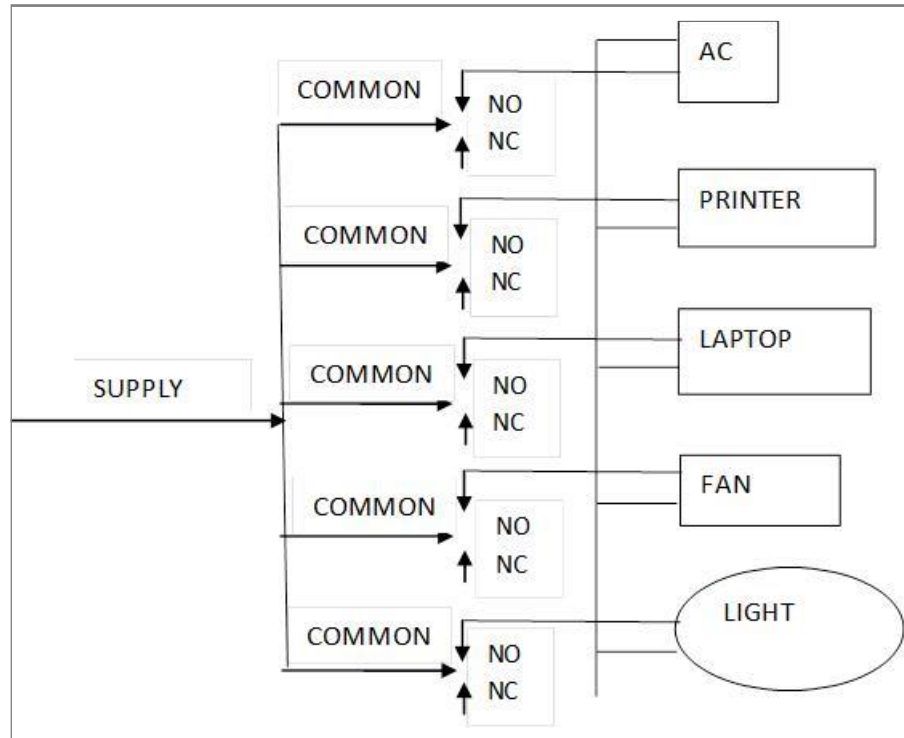 AC
COMMON
NO
NC
PRINTER
COMMON
NO
NC
LAPTOP
COMMON
NO
NC
SUPPLY
FAN
COMMON
NO
NC
LIGHT
COMMON
NO
NC